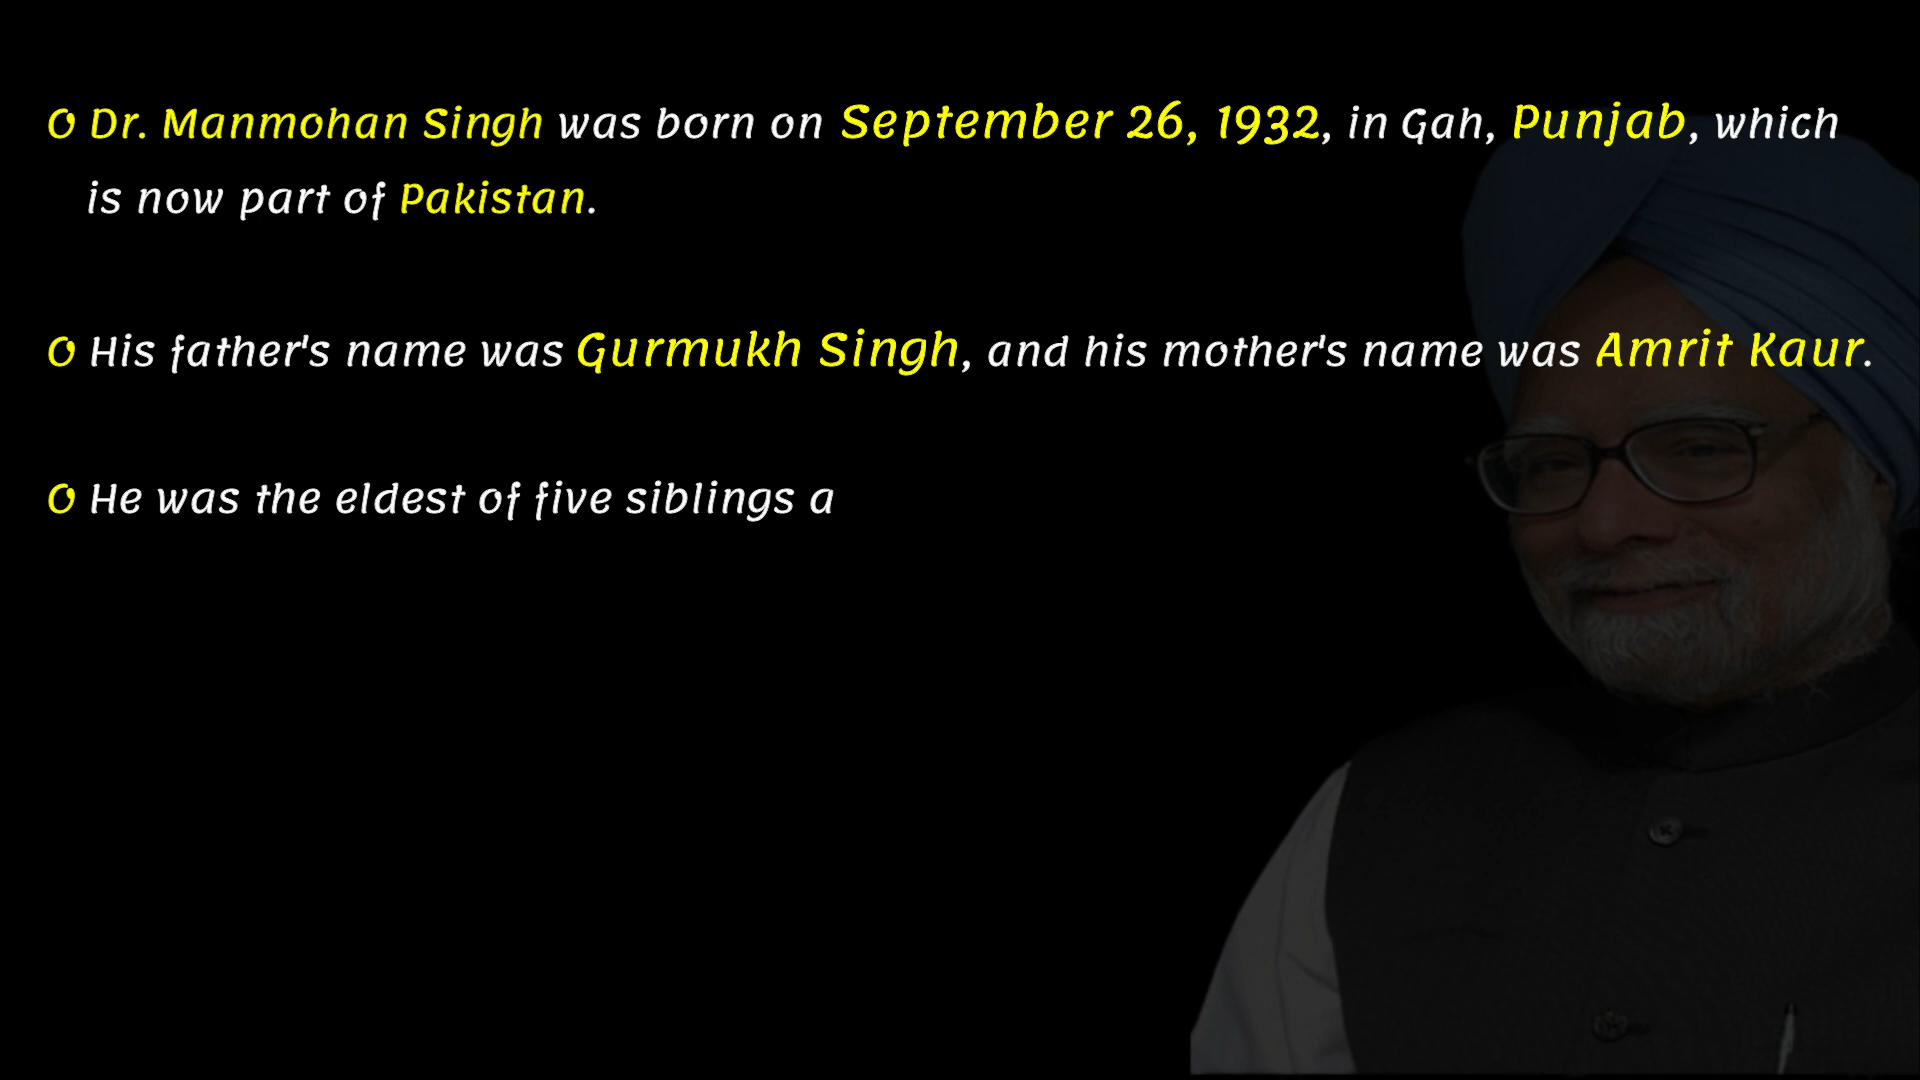 O Dr. Manmohan Singh was born on September 26, 1932, in Gah, Punjab, which
is now part of Pakistan.
O His father's name was Gurmukh Singh, and his mother's name was Amrit Kaur.
O He was the eldest of five siblings a